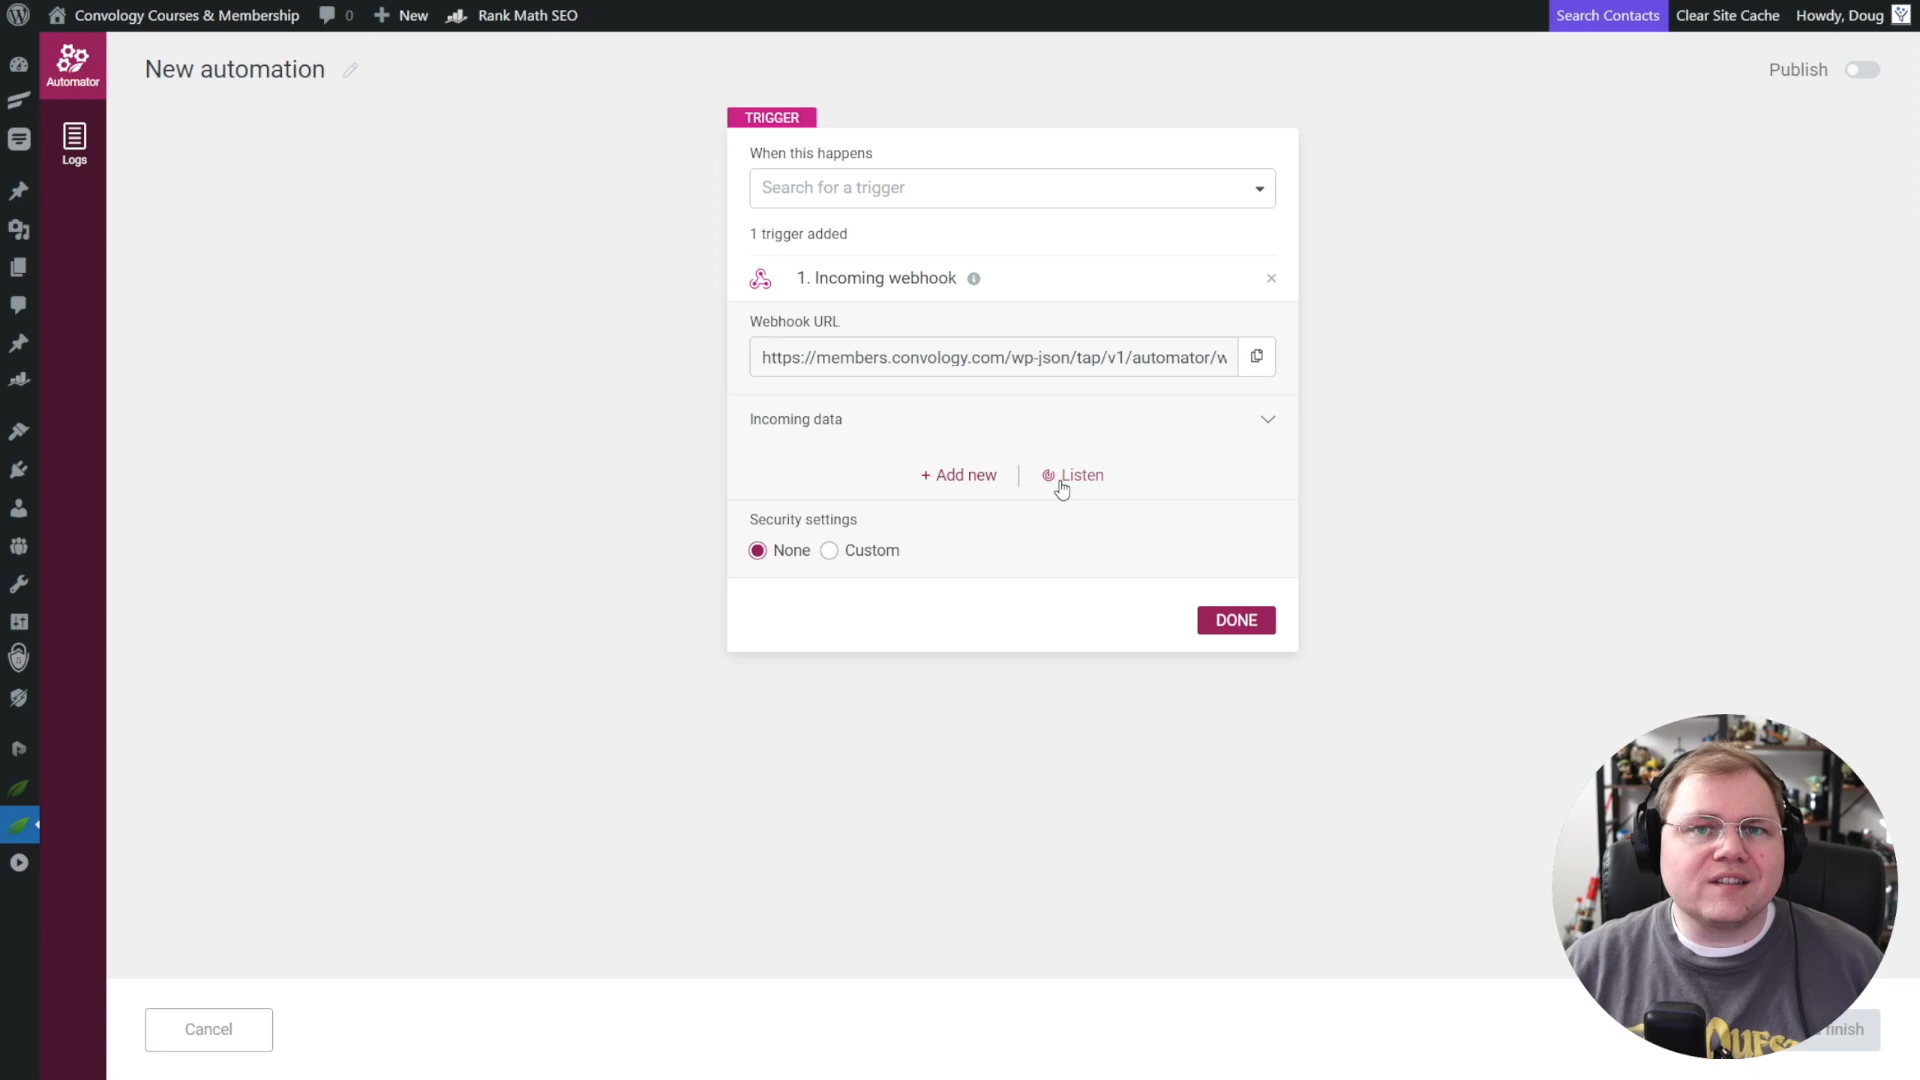 Convology Courses & Membership 0 New Rank Math SEO Search Contacts Clear Site Cache Howdy, Doug
Automator
Logs
New automation
Publish
TRIGGER
When this happens
Search for a trigger
1 trigger added
1. Incoming webhook
Webhook URL
https://members.convology.com/wp-json/tap/v1/automator/w
Incoming data
+ Add new
Listen
Security settings
None
Custom
DONE
Cancel
finish